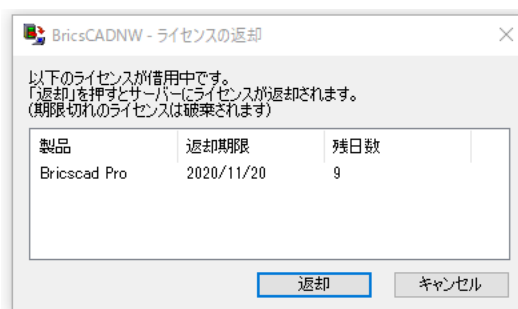 BricsCADNW - ライセンスの返却
以下のライセンスが借用中です。
「返却」を押すとサーバーにライセンスが返却されます。
(期限切れのライセンスは破棄されます)
製品 返却期限 残日数
Bricscad Pro 2020/11/20 9
返却 キャンセル